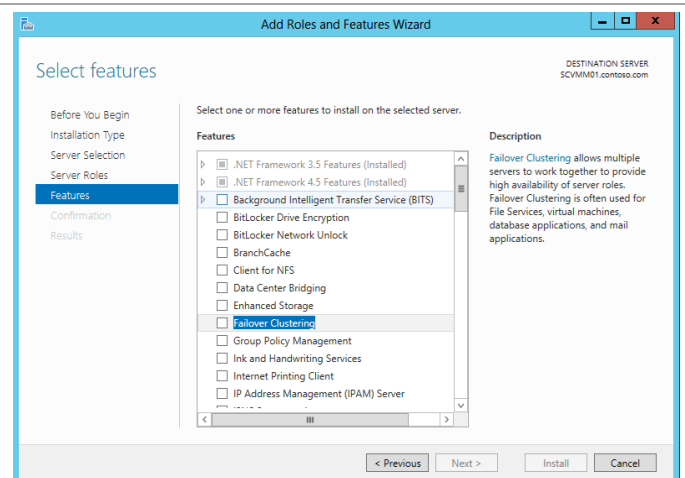 Add Roles and Features Wizard
Select features
DESTINATION SERVER
SCVMM01.contoso.com
Before You Begin
Installation Type
Server Selection
Server Roles
Features
Confirmation
Results
Select one or more features to install on the selected server.
Features
.NET Framework 3.5 Features (Installed)
.NET Framework 4.5 Features (Installed)
Background Intelligent Transfer Service (BITS)
BitLocker Drive Encryption
BitLocker Network Unlock
BranchCache
Client for NFS
Data Center Bridging
Enhanced Storage
Failover Clustering
Group Policy Management
Ink and Handwriting Services
Internet Printing Client
IP Address Management (IPAM) Server
Description
Failover Clustering allows multiple
servers to work together to provide
high availability of server roles.
Failover Clustering is often used for
File Services, virtual machines,
database applications, and mail
applications.
< Previous
Next >
Install
Cancel